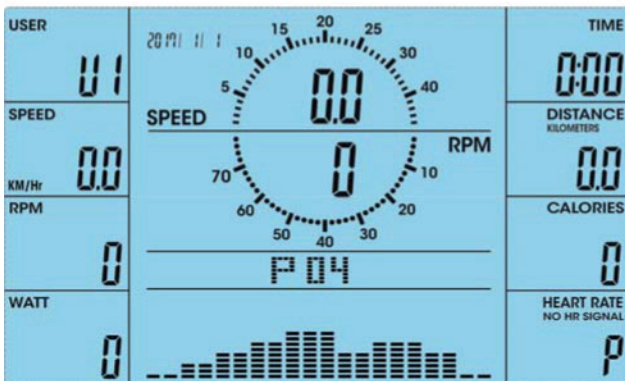 USER
U1
SPEED
KM/Hr 0.0
RPM
0
WATT
0
2017/ 1/ 1
5 10 15 20 25 30 40
SPEED 0.0
RPM
0
70 60 50 40 30 20 10
P04
TIME
0:00
DISTANCE
KILOMETERS
0.0
CALORIES
0
HEART RATE
NO HR SIGNAL
P